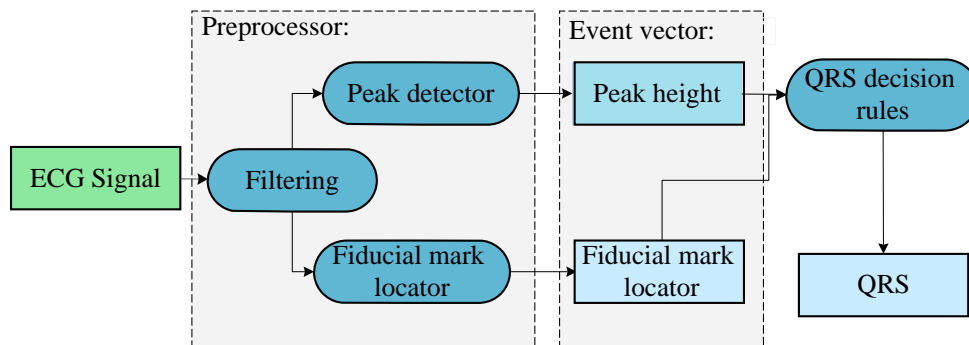 Preprocessor:
Event vector:
Peak detector
Peak height
QRS decision
rules
ECG Signal
Filtering
Fiducial mark
locator
Fiducial mark
locator
QRS